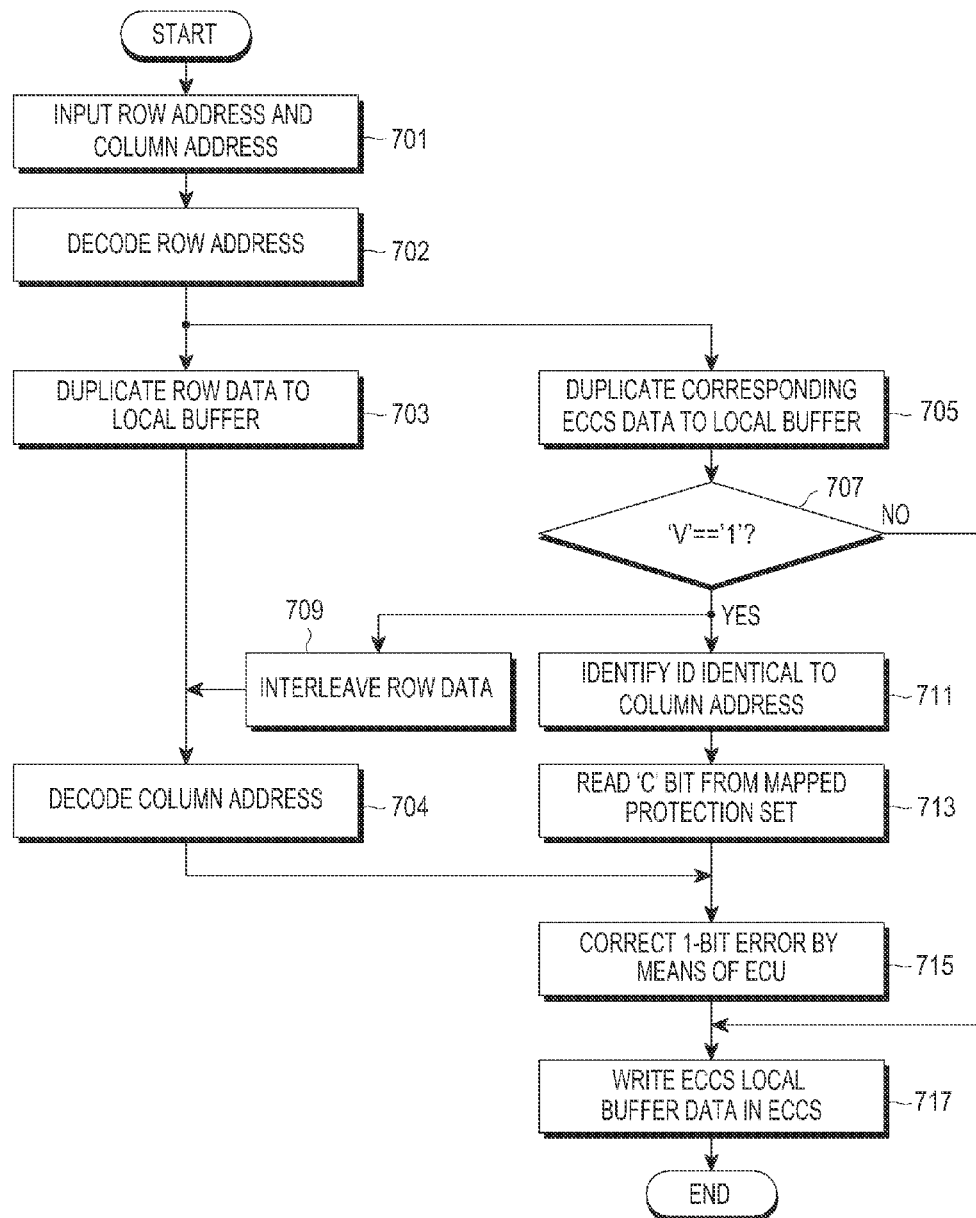 START
INPUT ROW ADDRESS AND
COLUMN ADDRESS
701
DECODE ROW ADDRESS
702
DUPLICATE ROW DATA TO
LOCAL BUFFER
703
DUPLICATE CORRESPONDING
ECCS DATA TO LOCAL BUFFER
705
707
'V'=='1'?
NO
YES
709
INTERLEAVE ROW DATA
IDENTIFY ID IDENTICAL TO
COLUMN ADDRESS
711
DECODE COLUMN ADDRESS
704
READ 'C' BIT FROM MAPPED
PROTECTION SET
713
CORRECT 1-BIT ERROR BY
MEANS OF ECU
715
WRITE ECCS LOCAL
BUFFER DATA IN ECCS
717
END